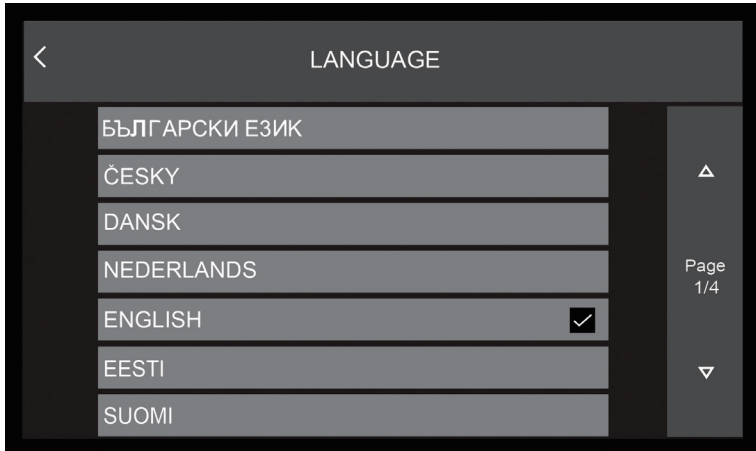 LANGUAGE
БЪЛГАРСКИ ЕЗИК
ČESKY
DANSK
NEDERLANDS
ENGLISH
EESTI
SUOMI
Page
1/4